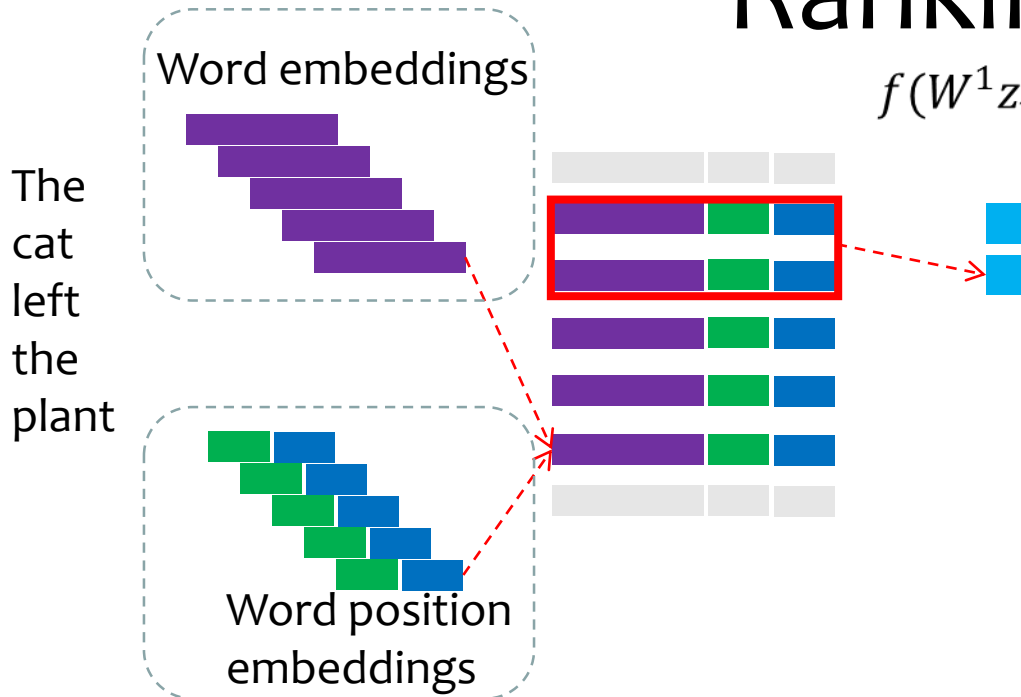 Word embeddings
The
cat
left
the
plant
Word position
embeddings